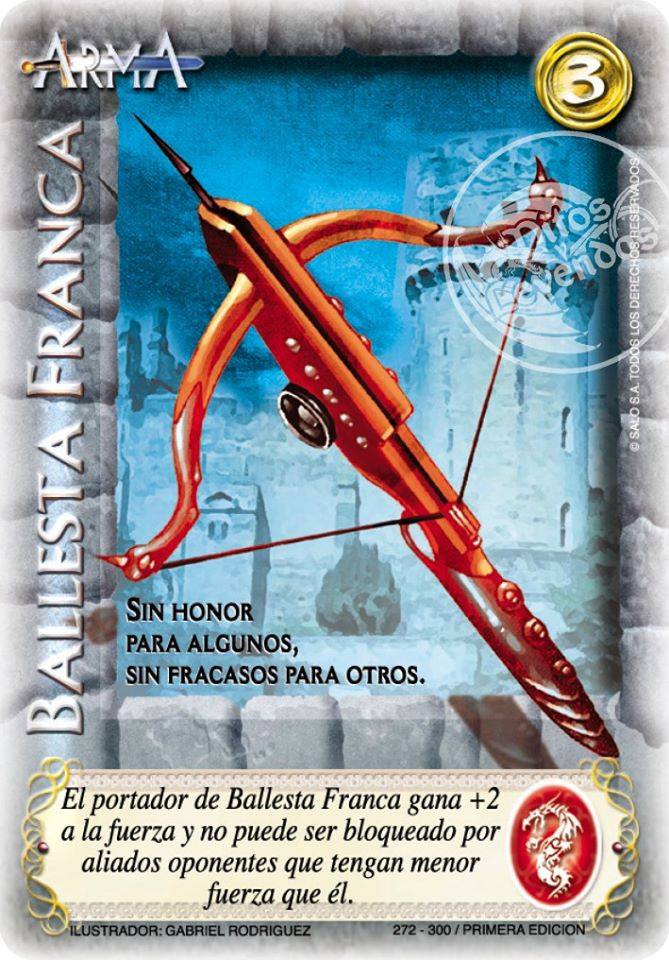 ARMA
3
BALLESTA FRANCA
Mitos y Leyendas
© SALO S.A. TODOS LOS DERECHOS RESERVADOS
SIN HONOR
PARA ALGUNOS,
SIN FRACASOS PARA OTROS.
El portador de Ballesta Franca gana +2
a la fuerza y no puede ser bloqueado por
aliados oponentes que tengan menor
fuerza que él.
ILUSTRADOR: GABRIEL RODRIGUEZ
272 - 300 / PRIMERA EDICION